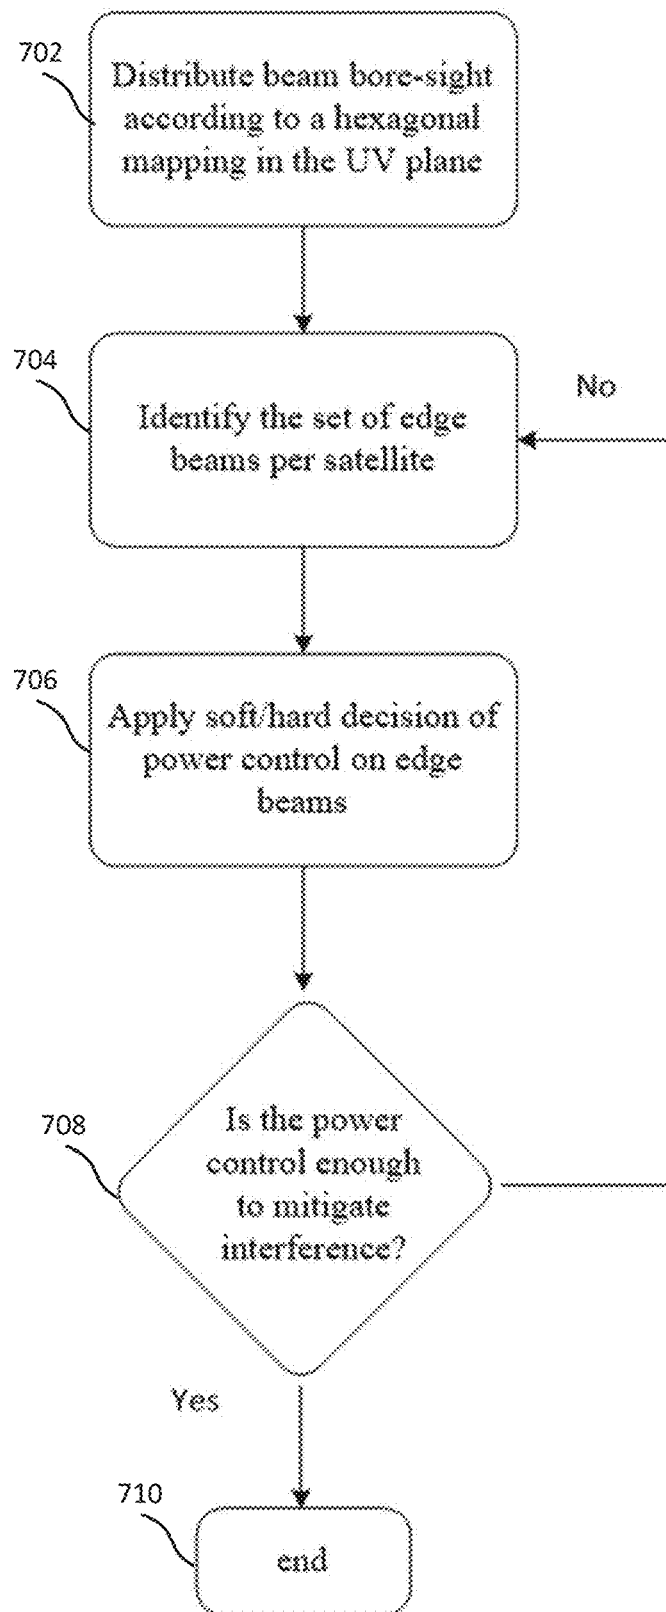 702
Distribute beam bore-sight
according to a hexagonal
mapping in the UV plane
704
No
Identify the set of edge
beams per satellite
706
Apply soft/hard decision of
power control on edge
beams
708
Is the power
control enough
to mitigate
interference?
Yes
710
end